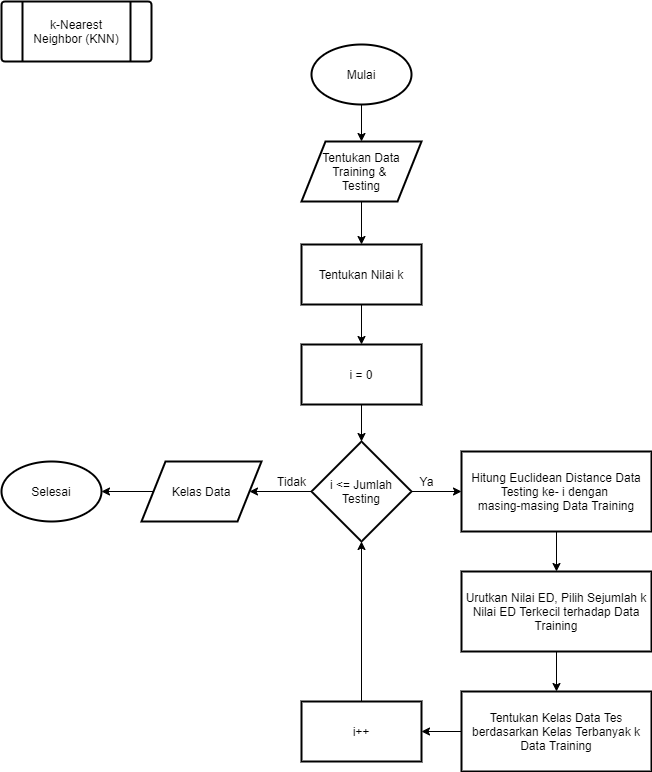 k-Nearest
Neighbor (KNN)
Mulai
Tentukan Data
Training &
Testing
Tentukan Nilai k
i = 0
i <= Jumlah
Testing
Tidak
Ya
Kelas Data
Selesai
Hitung Euclidean Distance Data
Testing ke- i dengan
masing-masing Data Training
Urutkan Nilai ED, Pilih Sejumlah k
Nilai ED Terkecil terhadap Data
Training
Tentukan Kelas Data Tes
berdasarkan Kelas Terbanyak k
Data Training
i++